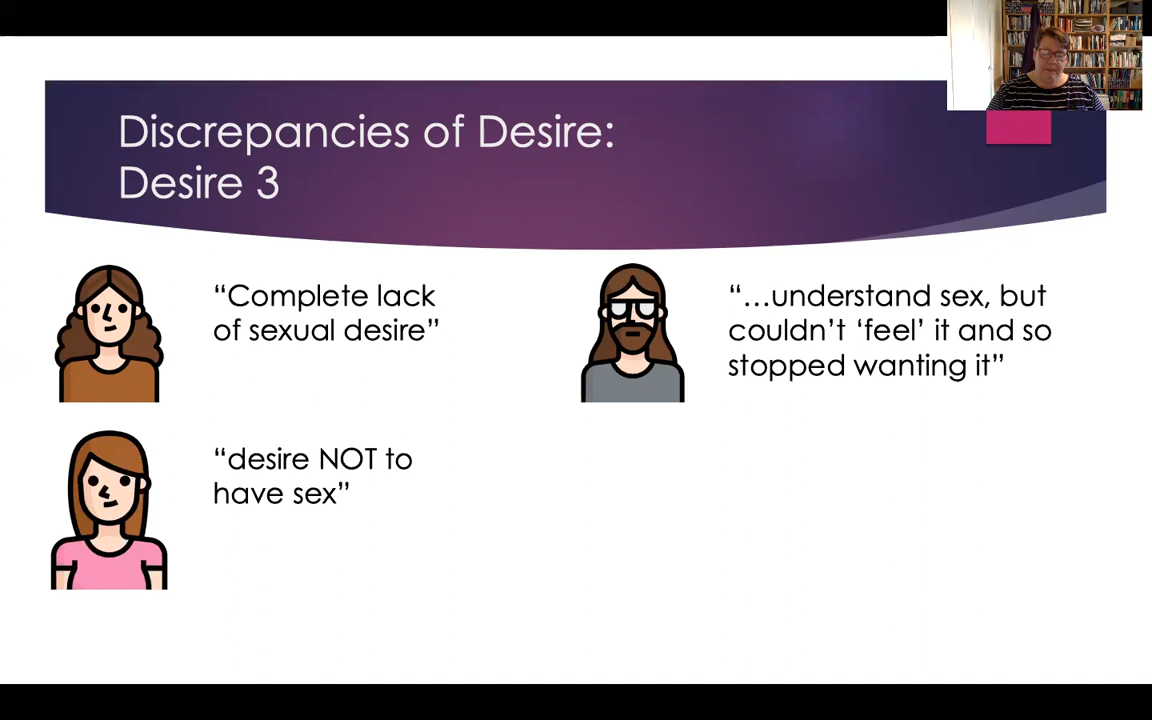 Discrepancies of Desire:
Desire 3
“Complete lack
of sexual desire”
“…understand sex, but
couldn’t ‘feel’ it and so
stopped wanting it”
“desire NOT to
have sex”